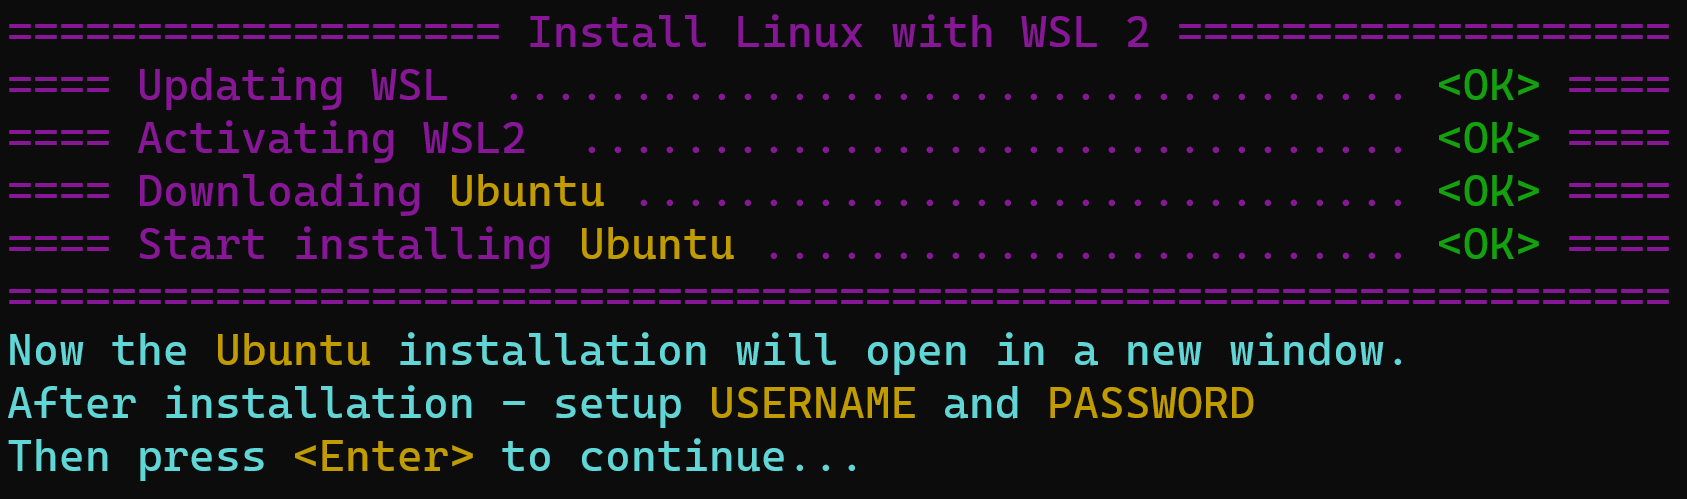 =================== Install Linux with WSL 2 ===================
==== Updating WSL  ................................... <OK> ====
==== Activating WSL2  ................................ <OK> ====
==== Downloading Ubuntu .............................. <OK> ====
==== Start installing Ubuntu ......................... <OK> ====
================================================================
Now the Ubuntu installation will open in a new window.
After installation - setup USERNAME and PASSWORD
Then press <Enter> to continue...